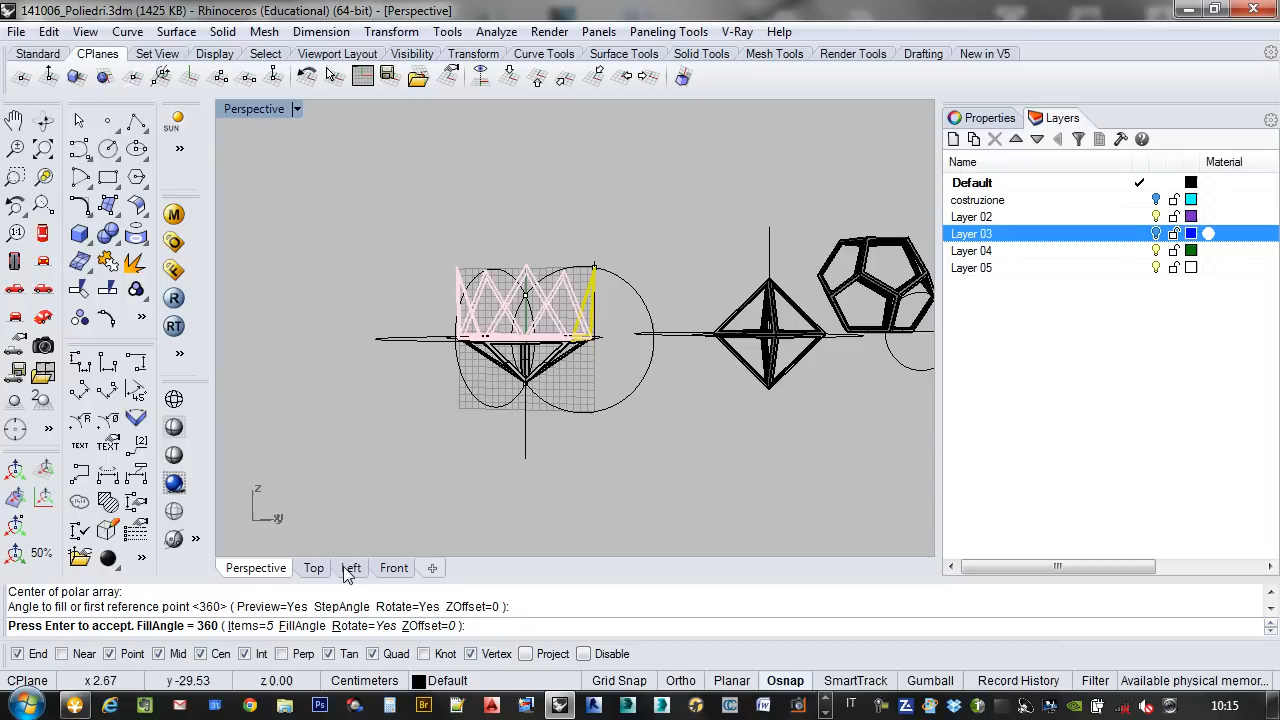 141006_Poliedri.3dm (1425 KB) - Rhinoceros (Educational) (64-bit) - [Perspective]
File Edit View Curve Surface Solid Mesh Dimension Transform Tools Analyze Render Panels Paneling Tools V-Ray Help
Standard CPlanes Set View Display Select Viewport Layout Visibility Transform Curve Tools Surface Tools Solid Tools Mesh Tools Render Tools Drafting New in V5
Perspective
Properties Layers
SUN
Name Material
Default
costruzione
Layer 02
Layer 03
Layer 04
Layer 05
M
R
RT
TEXT TEXT
50%
z
xy
Perspective Top Left Front
Center of polar array:
Angle to fill or first reference point <360> ( Preview=Yes StepAngle Rotate=Yes ZOffset=0 ):
Press Enter to accept. FillAngle = 360 ( Items=5 FillAngle Rotate=Yes ZOffset=0 ):
End Near Point Mid Cen Int Perp Tan Quad Knot Vertex Project Disable
CPlane x 2.67 y -29.53 z 0.00 Centimeters Default Grid Snap Ortho Planar Osnap SmartTrack Gumball Record History Filter Available physical memor...
Ps Br W IT 10:15